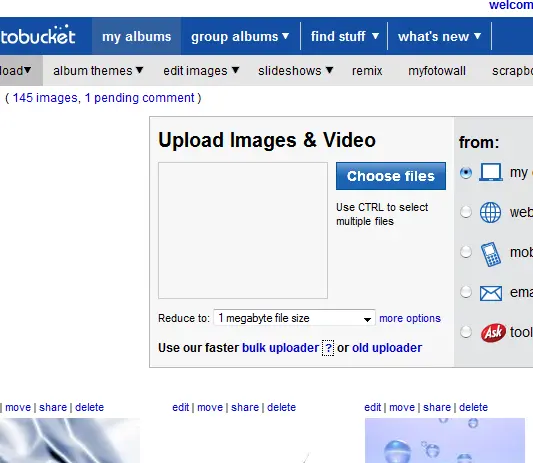 welcom
tobucket my albums group albums find stuff what's new
load album themes edit images slideshows remix myfotowall scrapbo
( 145 images, 1 pending comment )
Upload Images & Video
from:
Choose files
my
Use CTRL to select
multiple files
web
mob
ema
Reduce to: 1 megabyte file size more options
Ask tool
Use our faster bulk uploader ? or old uploader
| move | share | delete edit | move | share | delete edit | move | share | delete